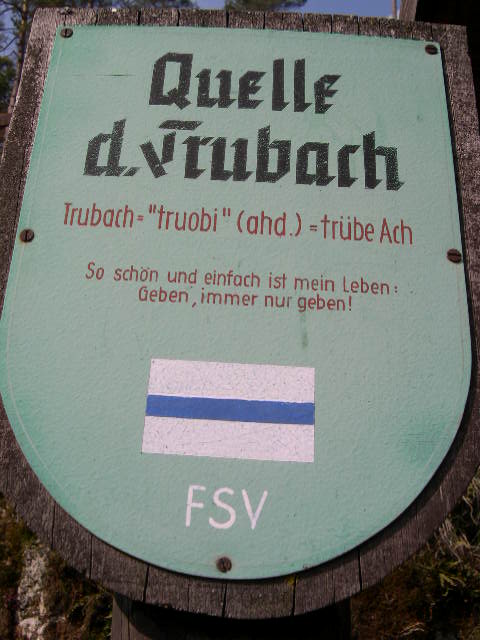 Quelle
d. Trubach
Trubach = "truobi" (ahd.) = trübe Ach
So schön und einfach ist mein Leben:
Geben, immer nur geben!
FSV